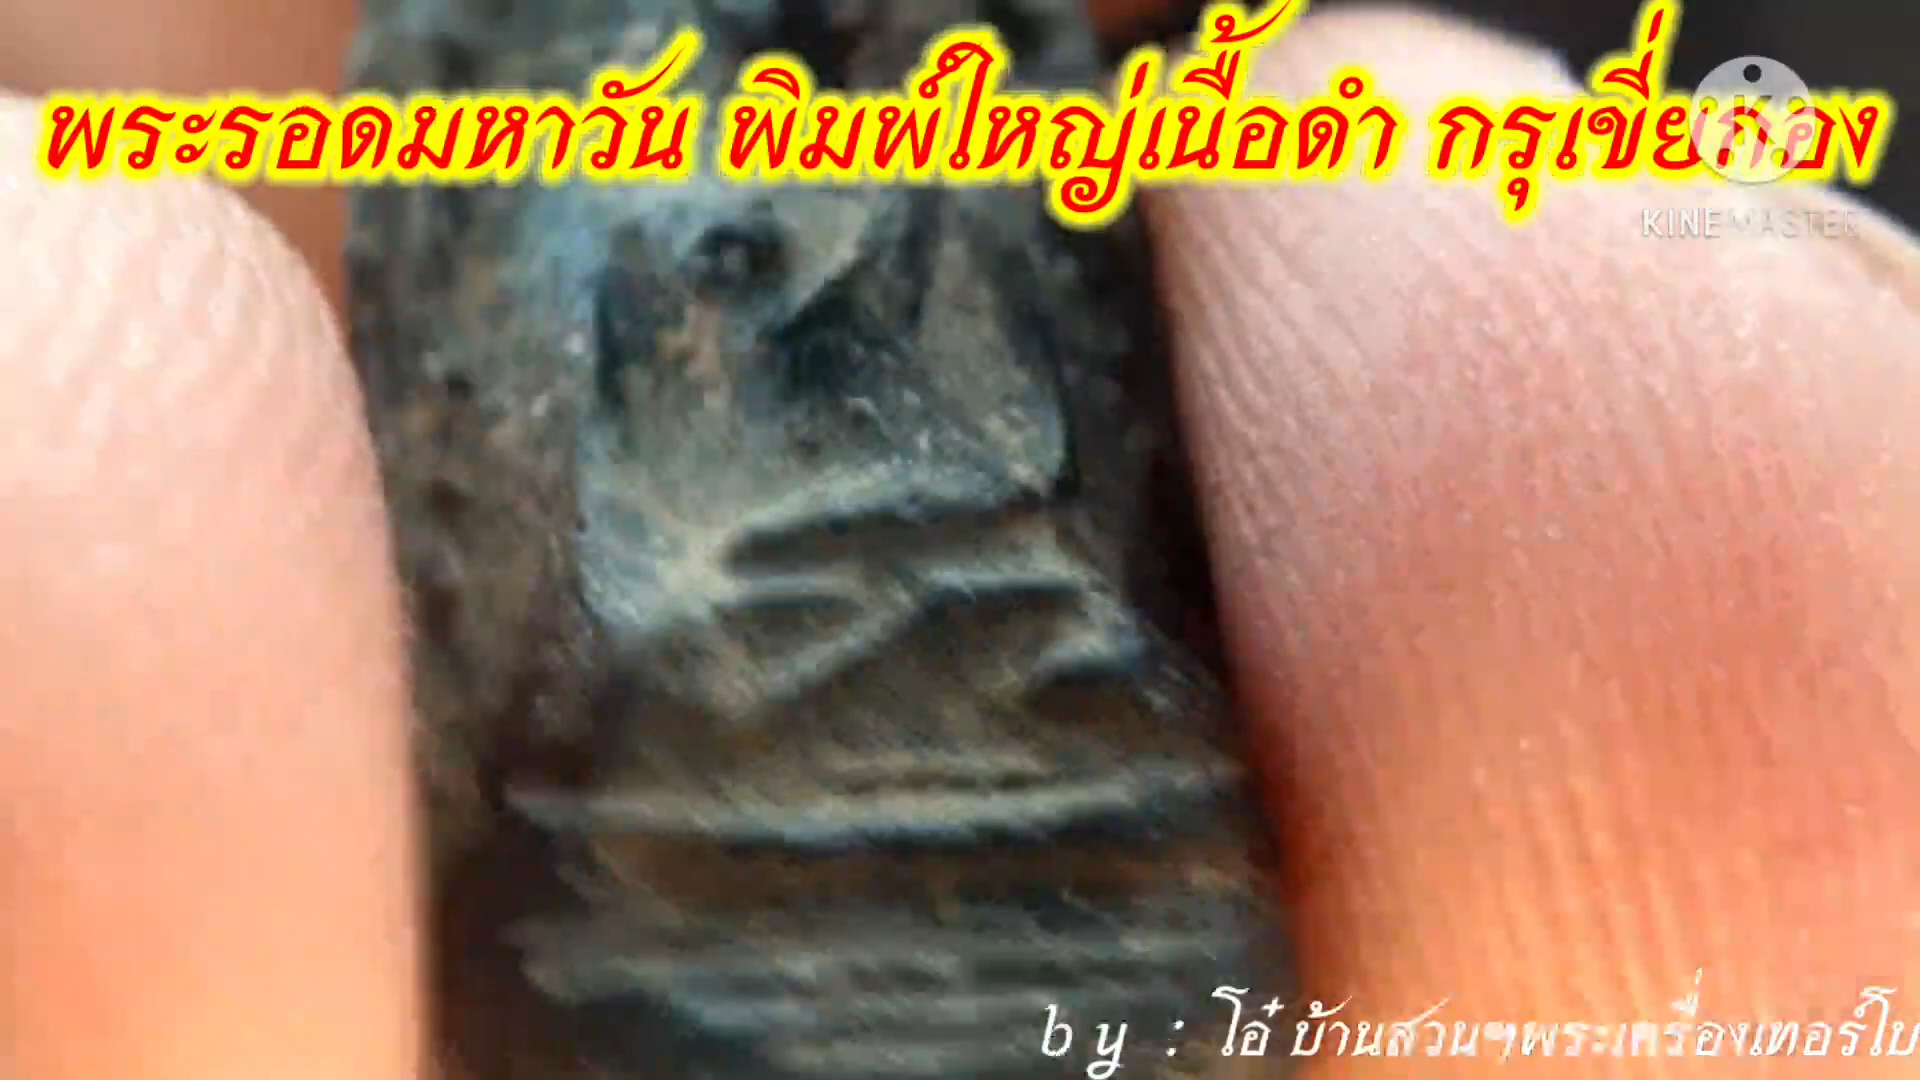 พระรอดมหาวัน พิมพ์ใหญ่เนื้อดำ กรุเขี่ยกอง
KINEMASTER
by : โอ๋ บ้านสวนฯพระเครื่องเทอร์โบ